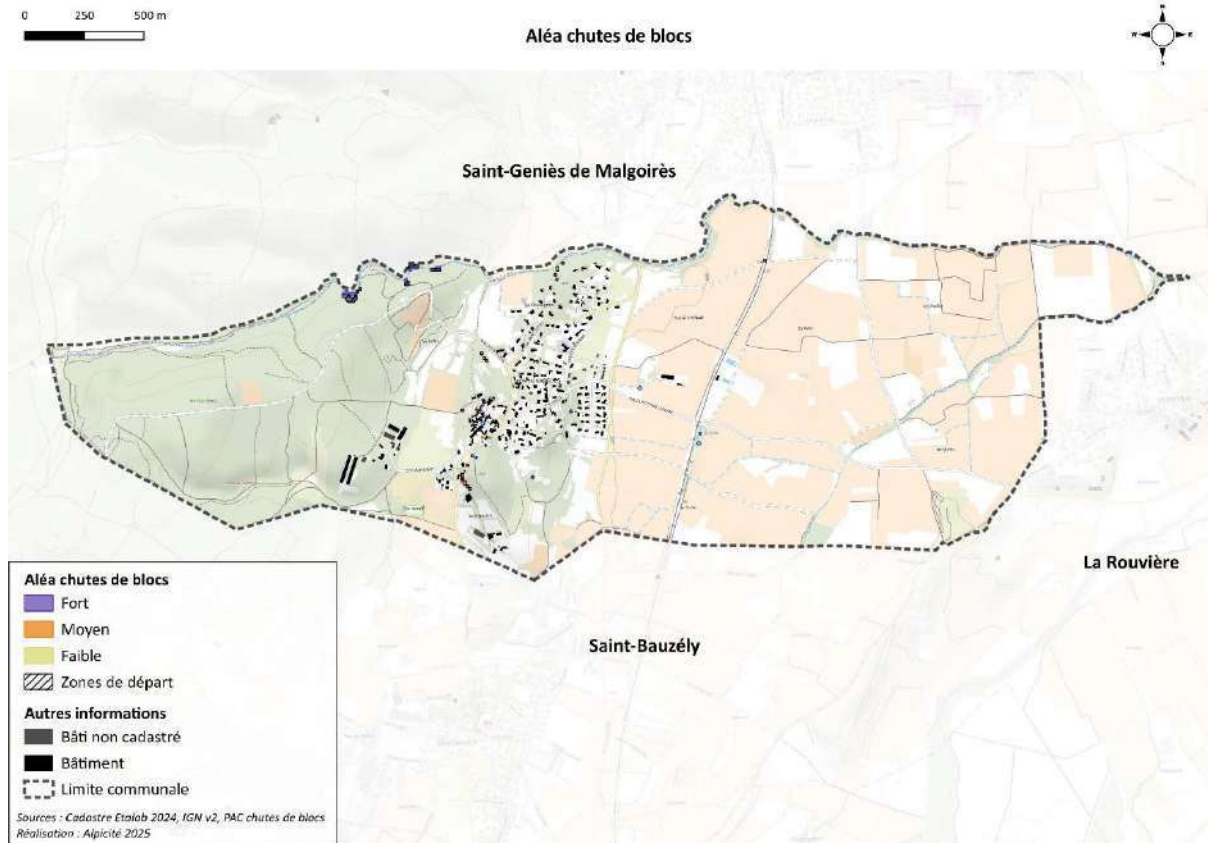 0 250 500 m
Aléa chutes de blocs
N
E
S
Saint-Geniès de Malgoirès
La Rouvière
Saint-Bauzély
Aléa chutes de blocs
Fort
Moyen
Faible
Zones de départ
Autres informations
Bâti non cadastré
Bâtiment
Limite communale
Sources : Cadastre Etalab 2024, IGN v2, PAC chutes de blocs
Réalisation : Alpicité 2025